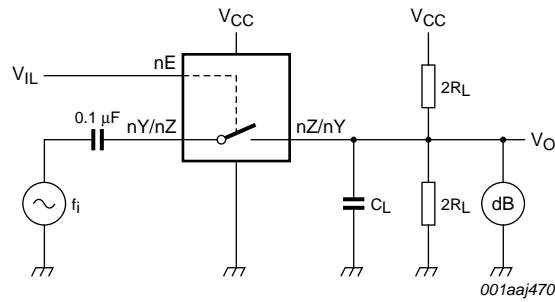 VCC VCC
VIL nE
2RL
0.1 μF nY/nZ nZ/nY
VO
fi CL 2RL dB
001aaj470